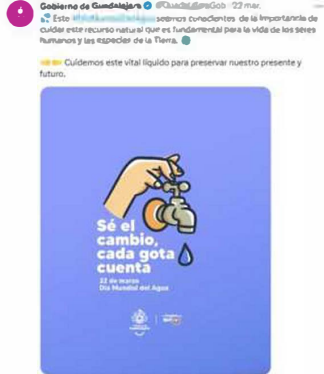 Gobierno de Guadalajara @GuadalajaraGob · 22 mar.
Este seamos conscientes de la importancia de
cuidar este recurso natural que es fundamental para la vida de los seres
humanos y las especies de la Tierra.
Cuidemos este vital líquido para preservar nuestro presente y
futuro.
Sé el
cambio,
cada gota
cuenta
22 de marzo
Día Mundial del Agua